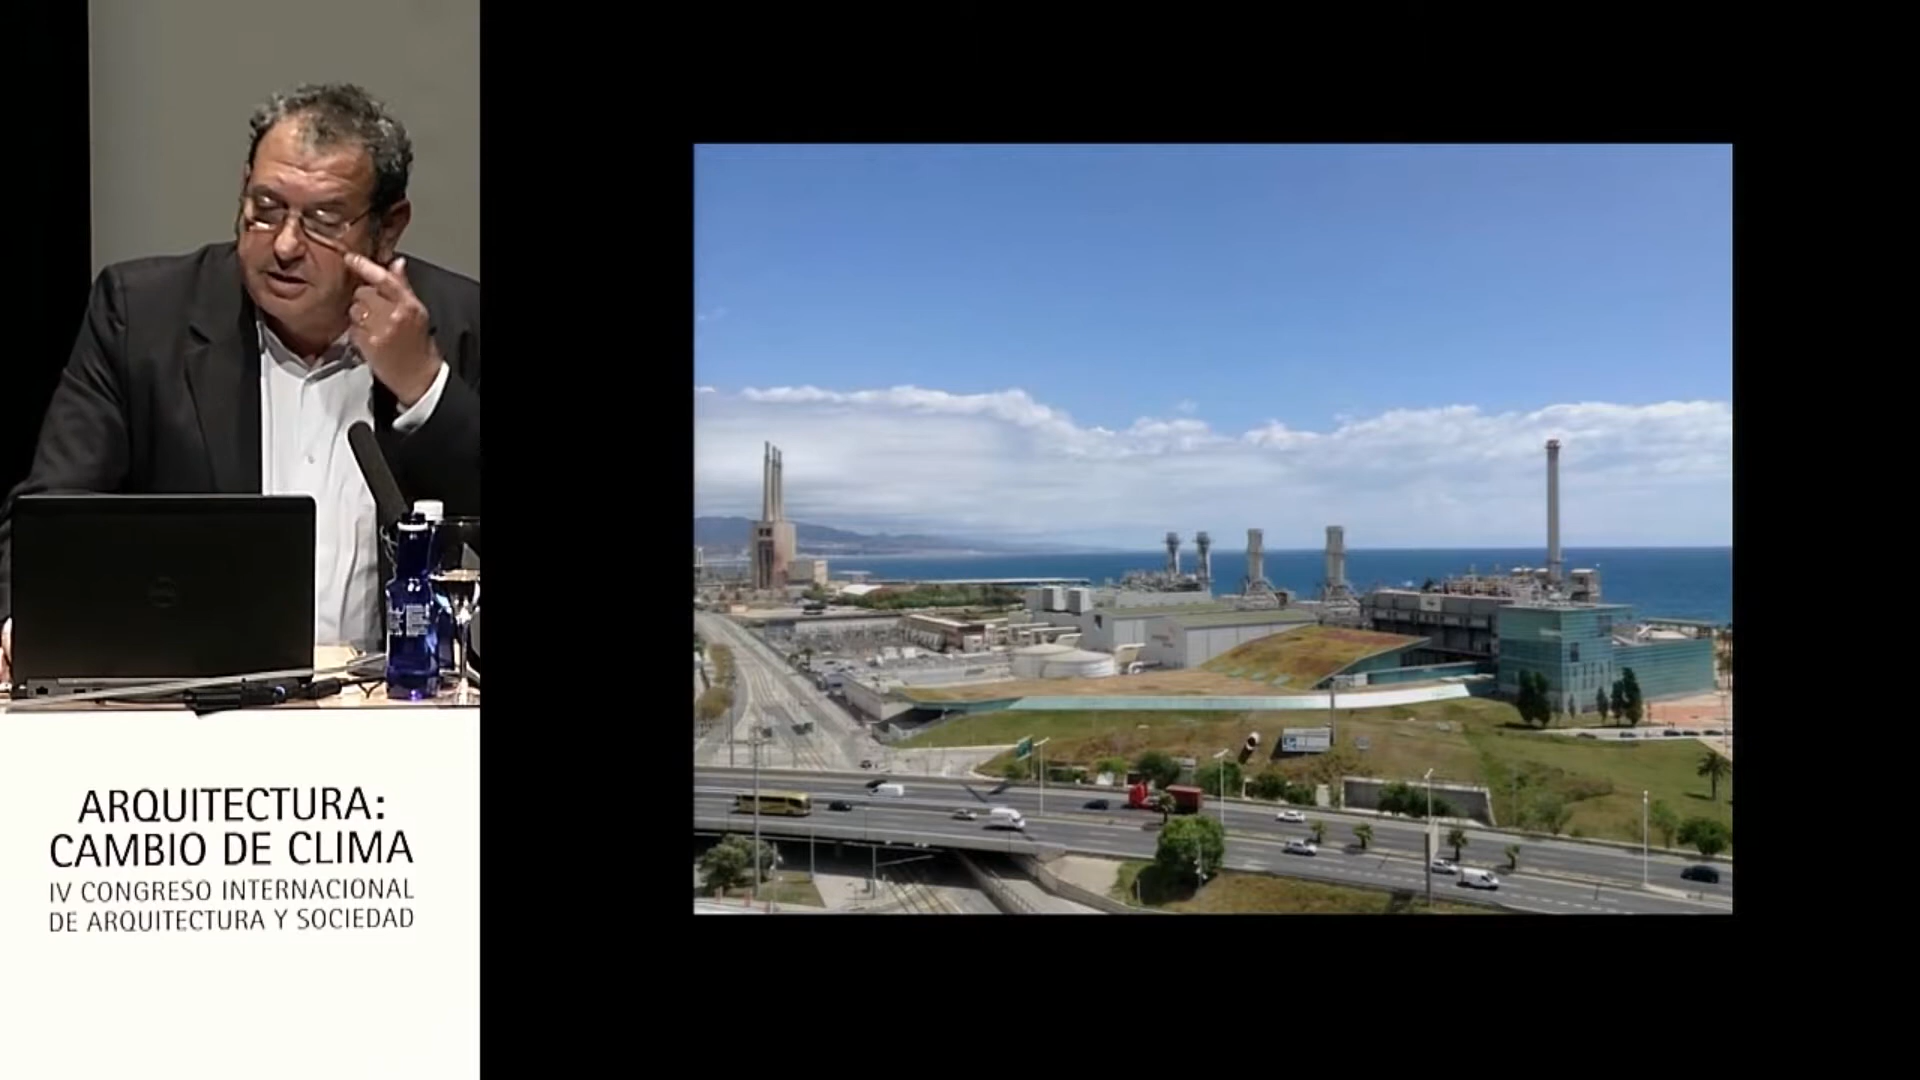 ARQUITECTURA:
CAMBIO DE CLIMA
IV CONGRESO INTERNACIONAL
DE ARQUITECTURA Y SOCIEDAD